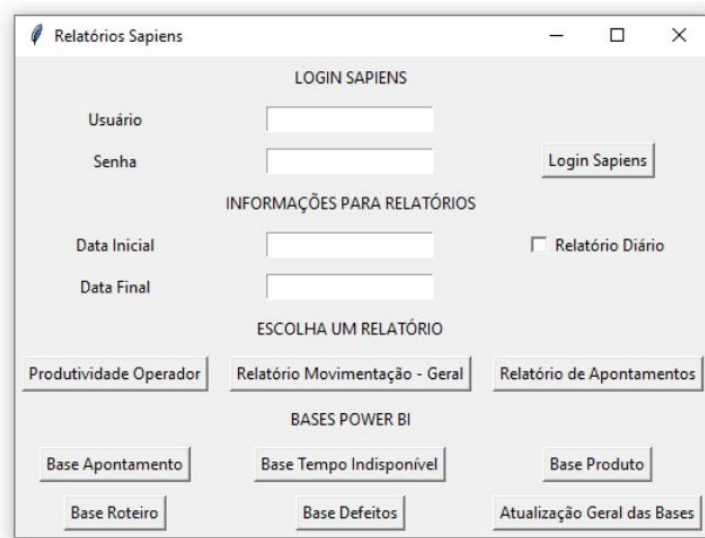 Relatórios Sapiens
LOGIN SAPIENS
Usuário
Senha
Login Sapiens
INFORMAÇÕES PARA RELATÓRIOS
Data Inicial
Relatório Diário
Data Final
ESCOLHA UM RELATÓRIO
Produtividade Operador
Relatório Movimentação - Geral
Relatório de Apontamentos
BASES POWER BI
Base Apontamento
Base Tempo Indisponível
Base Produto
Base Roteiro
Base Defeitos
Atualização Geral das Bases